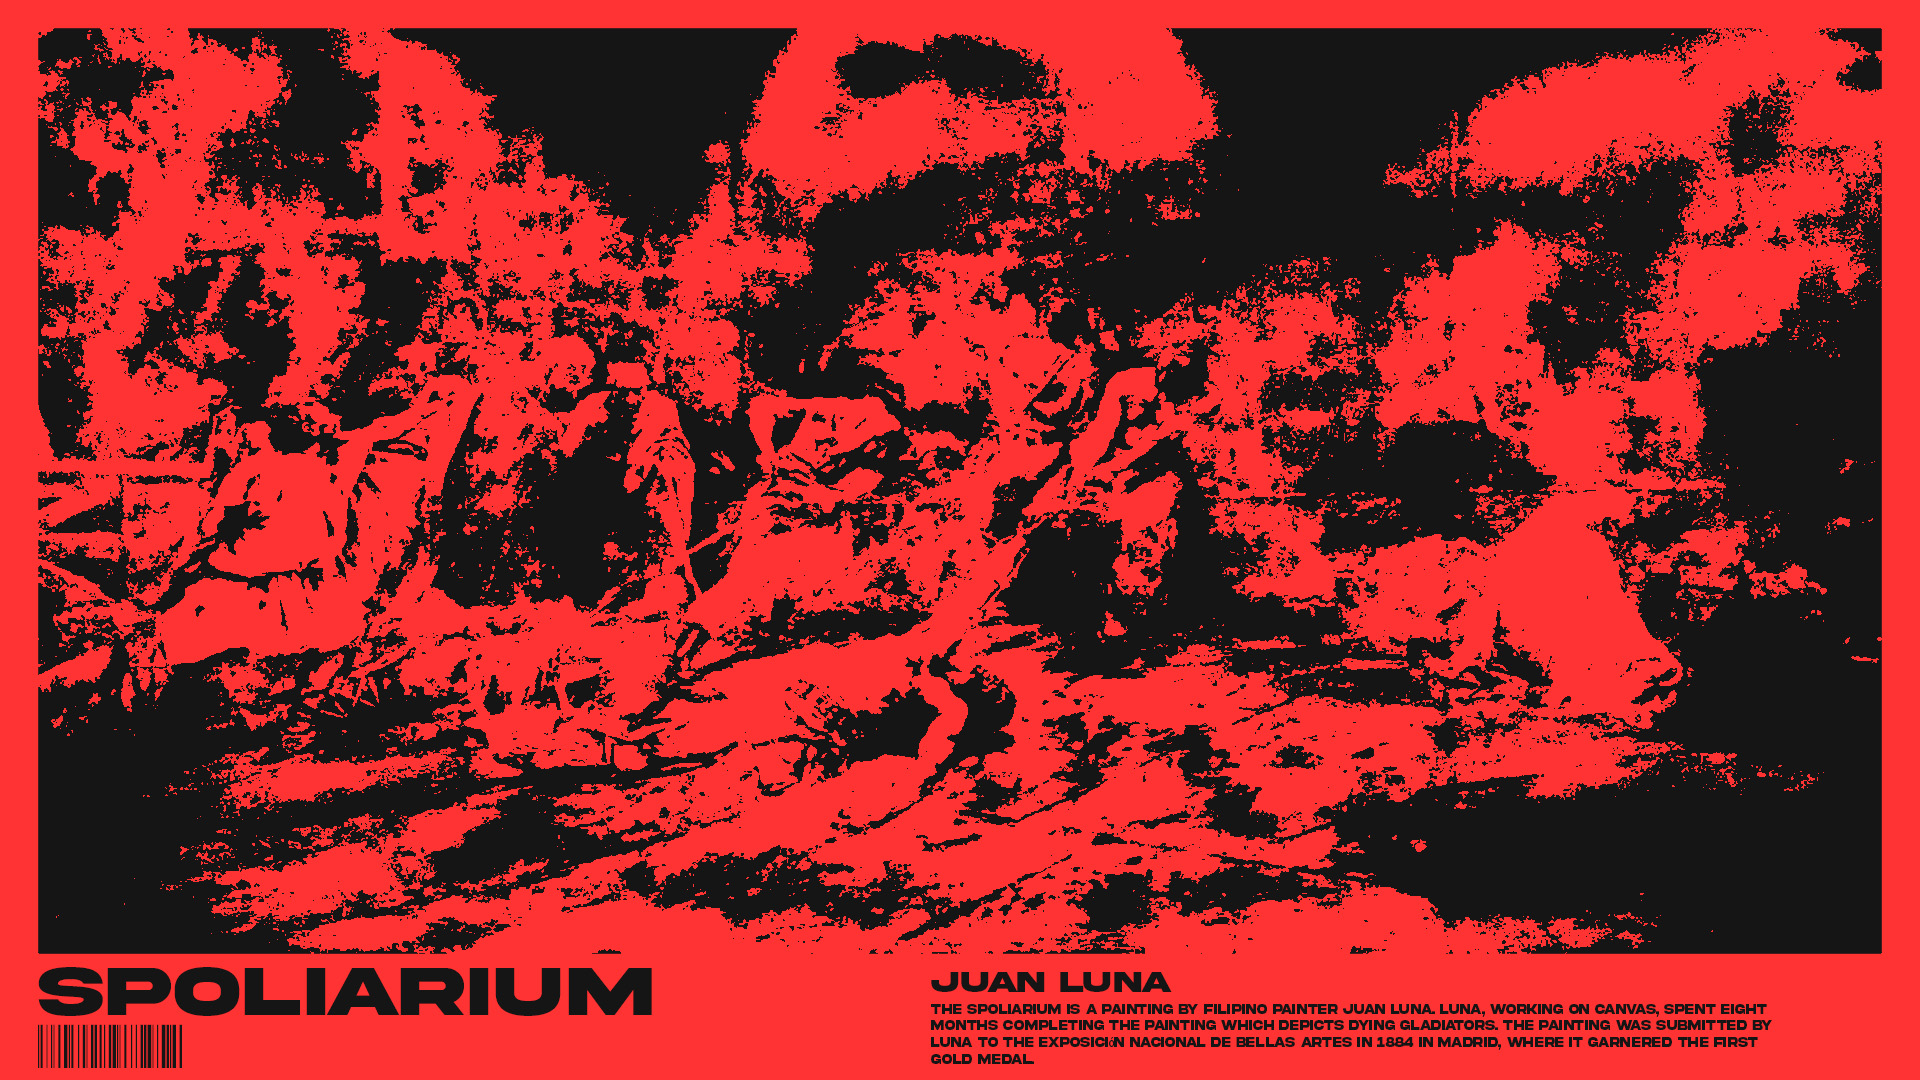 SPOLIARIUM
JUAN LUNA
THE SPOLIARIUM IS A PAINTING BY FILIPINO PAINTER JUAN LUNA. LUNA, WORKING ON CANVAS, SPENT EIGHT
MONTHS COMPLETING THE PAINTING WHICH DEPICTS DYING GLADIATORS. THE PAINTING WAS SUBMITTED BY
LUNA TO THE EXPOSICIóN NACIONAL DE BELLAS ARTES IN 1884 IN MADRID, WHERE IT GARNERED THE FIRST
GOLD MEDAL.